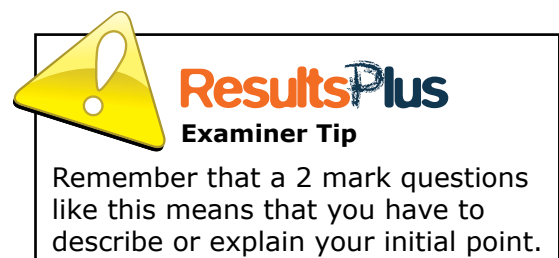 ResultsPlus
Examiner Tip
Remember that a 2 mark questions
like this means that you have to
describe or explain your initial point.